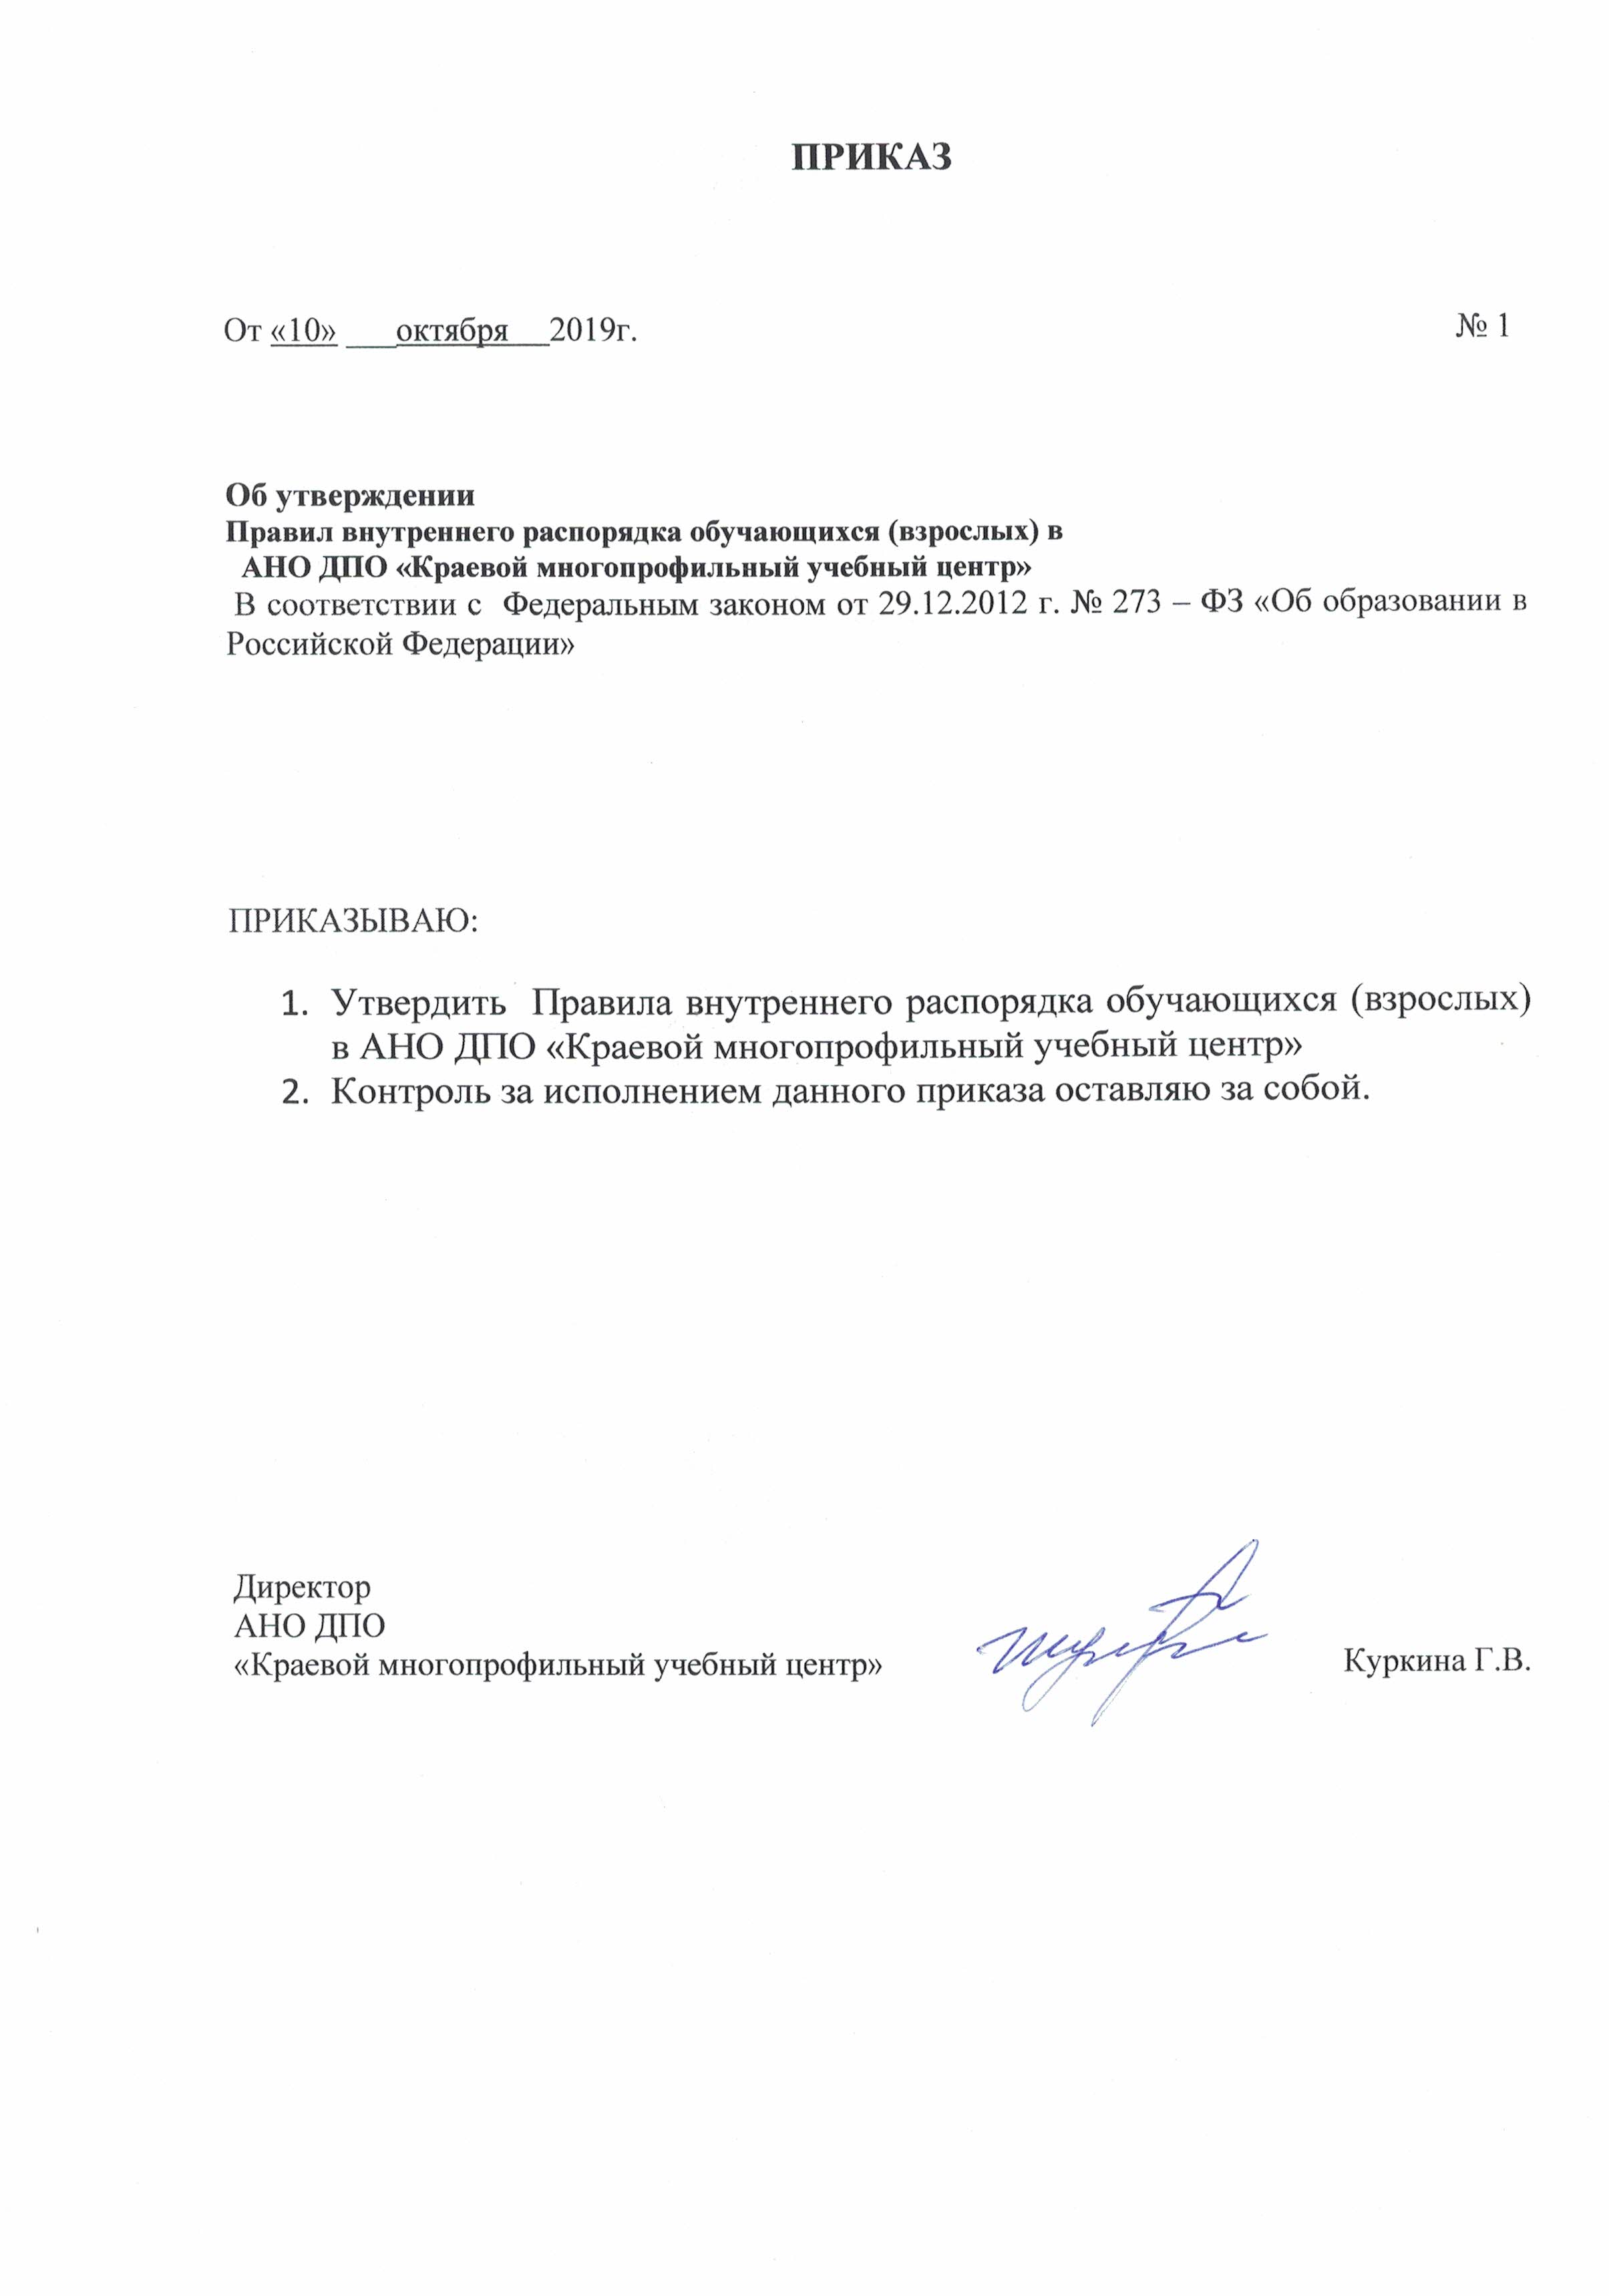 ПРИКАЗ
От «10» ___октября__2019г. № 1
Об утверждении
Правил внутреннего распорядка обучающихся (взрослых) в
АНО ДПО «Краевой многопрофильный учебный центр»
В соответствии с Федеральным законом от 29.12.2012 г. № 273 – ФЗ «Об образовании в
Российской Федерации»
ПРИКАЗЫВАЮ:
1. Утвердить Правила внутреннего распорядка обучающихся (взрослых)
в АНО ДПО «Краевой многопрофильный учебный центр»
2. Контроль за исполнением данного приказа оставляю за собой.
Директор
АНО ДПО
«Краевой многопрофильный учебный центр» Куркина Г.В.